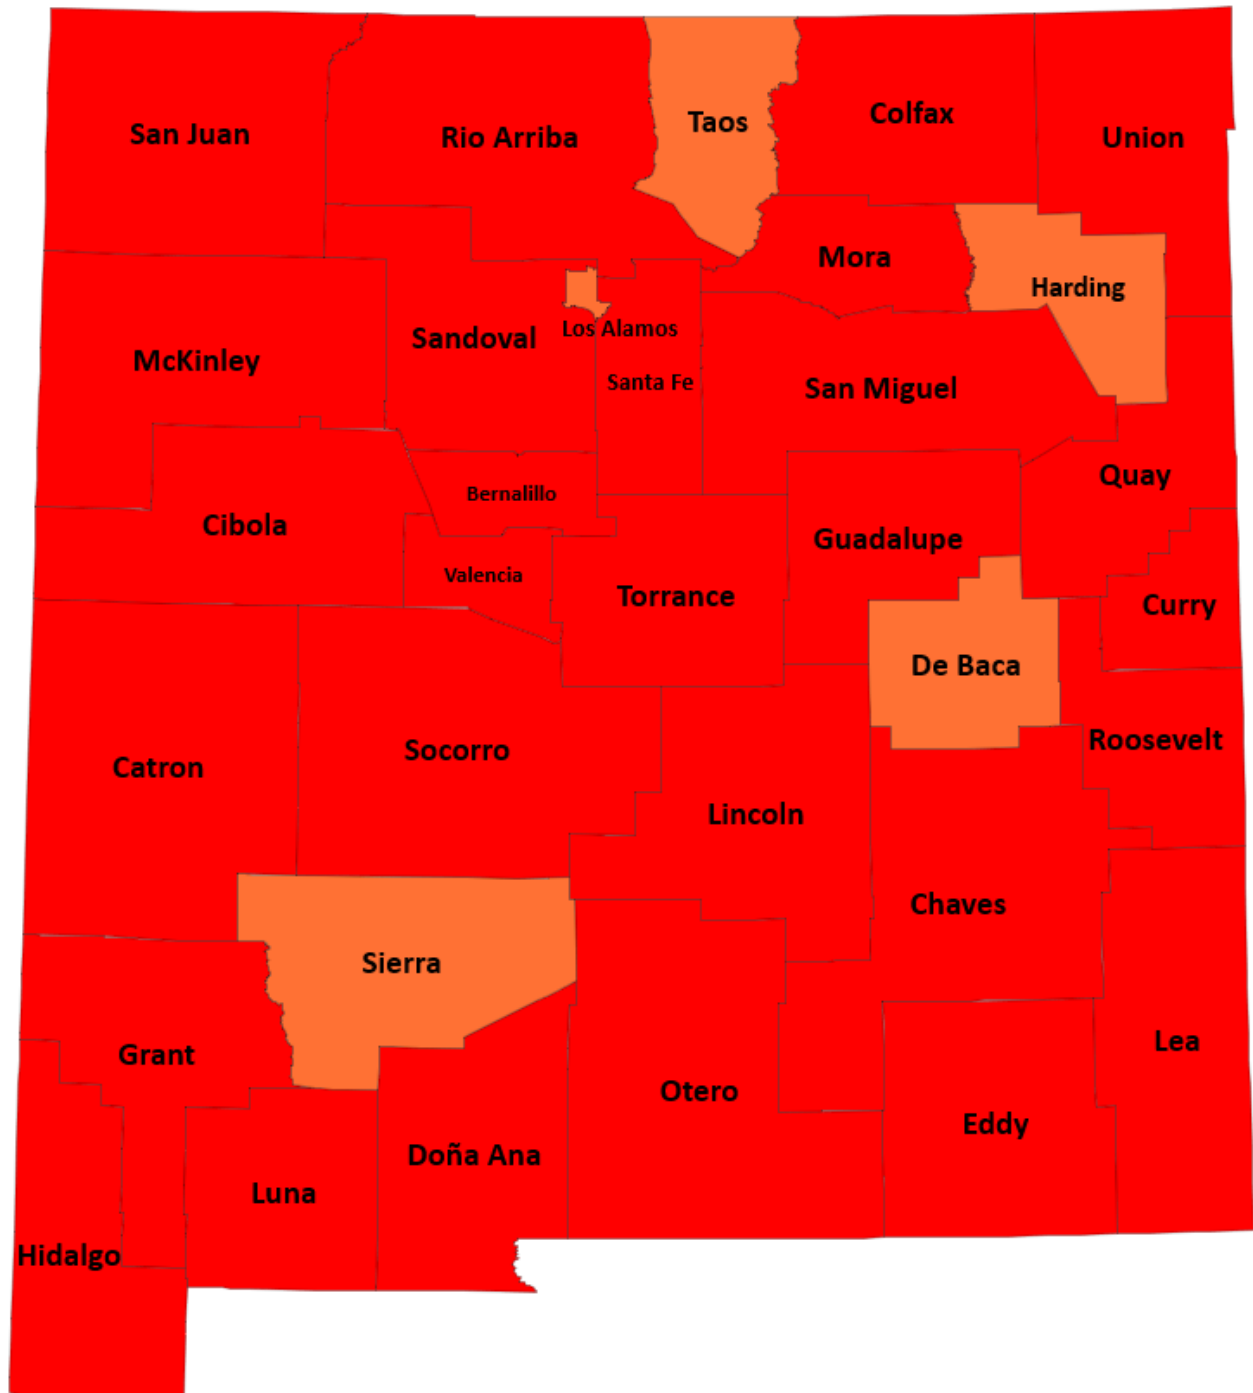 Taos
Colfax
San Juan
Rio Arriba
Union
Mora
Harding
Los Alamos
Sandoval
McKinley
Santa Fe
San Miguel
Quay
Bernalillo
Cibola
Guadalupe
Valencia
Torrance
Curry
De Baca
Roosevelt
Socorro
Catron
Lincoln
Chaves
Sierra
Lea
Grant
Otero
Eddy
Doña Ana
Luna
Hidalgo